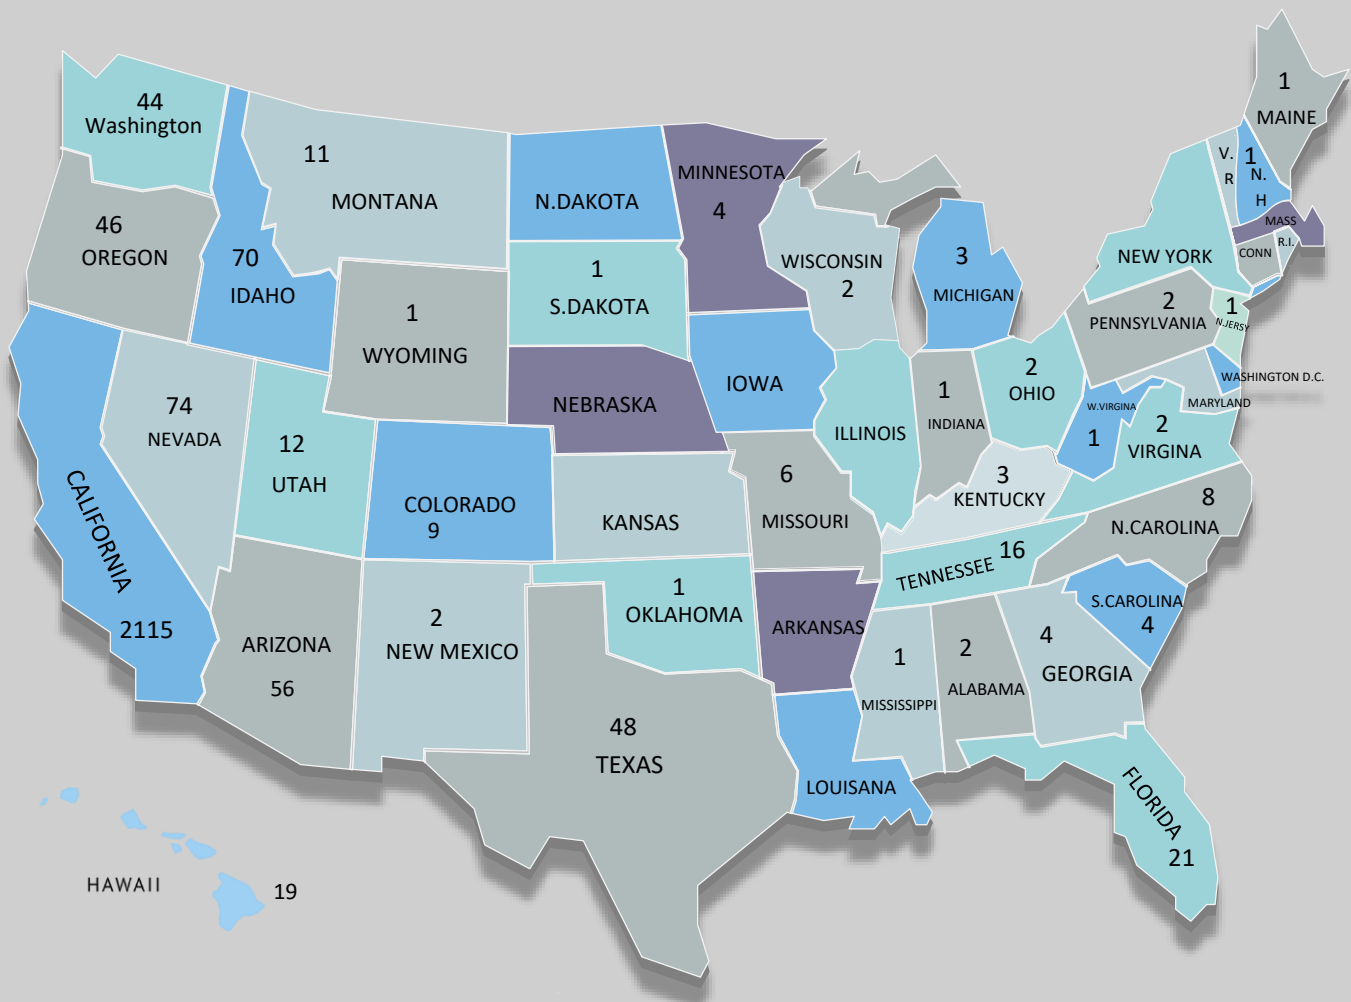 1
MAINE
44
Washington
11
MONTANA
N.DAKOTA
MINNESOTA
4
V.
R
1
N.
H
MASS
R.I.
CONN
46
OREGON
70
IDAHO
1
S.DAKOTA
WISCONSIN
2
3
MICHIGAN
NEW YORK
1
WYOMING
2
PENNSYLVANIA
1
N.JERSY
WASHINGTON D.C.
MARYLAND
74
NEVADA
NEBRASKA
IOWA
ILLINOIS
1
INDIANA
2
OHIO
W.VIRGINA
1
2
VIRGINA
12
UTAH
COLORADO
9
KANSAS
6
MISSOURI
3
KENTUCKY
8
N.CAROLINA
CALIFORNIA
2115
ARIZONA
56
2
NEW MEXICO
1
OKLAHOMA
ARKANSAS
TENNESSEE 16
S.CAROLINA
4
1
MISSISSIPPI
2
ALABAMA
4
GEORGIA
48
TEXAS
LOUISANA
FLORIDA
21
HAWAII
19